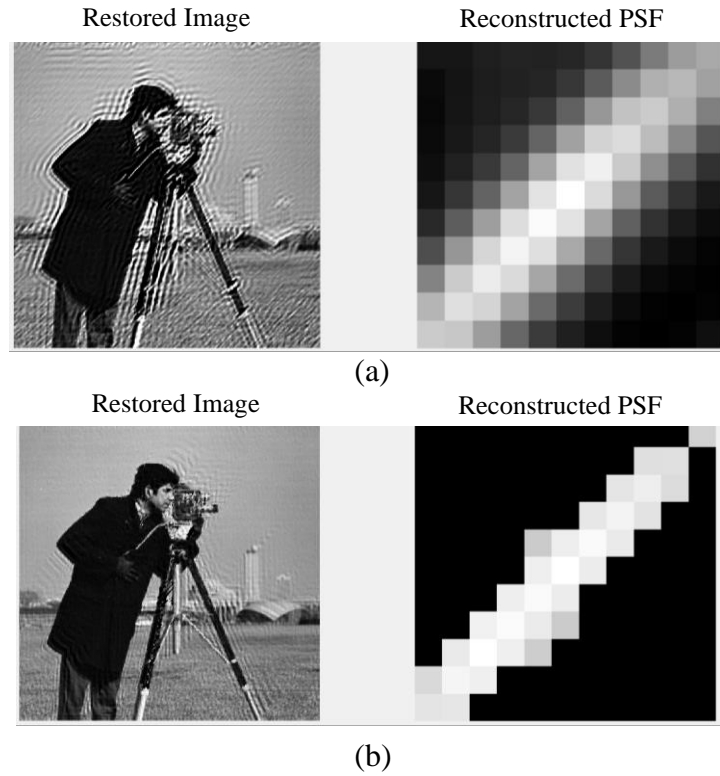 Restored Image
Reconstructed PSF
(a)
Restored Image
Reconstructed PSF
(b)